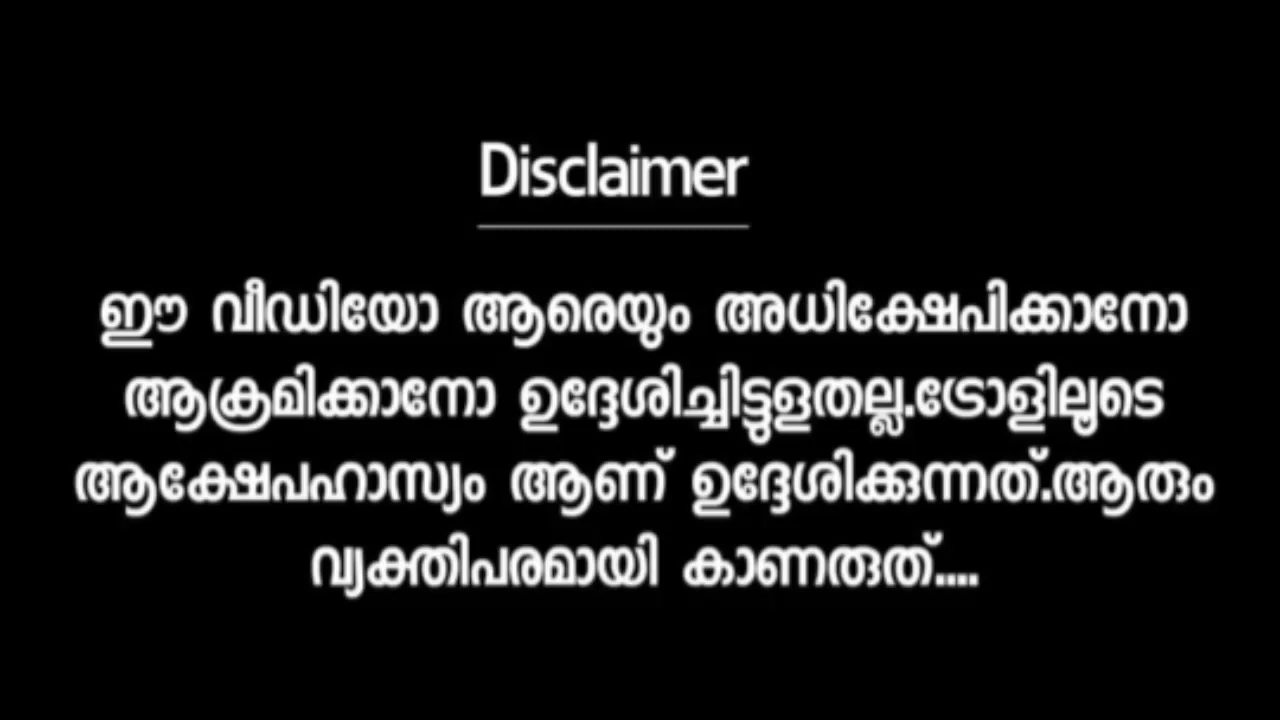 Disclaimer
ഈ വീഡിയോ ആരെയും അധിക്ഷേപിക്കാനോ
ആക്രമിക്കാനോ ഉദ്ദേശിച്ചിട്ടുളതല്ല.ട്രോളിലൂടെ
ആക്ഷേപഹാസ്യം ആണ് ഉദ്ദേശിക്കുന്നത്.ആരും
വ്യക്തിപരമായി കാണരുത്....